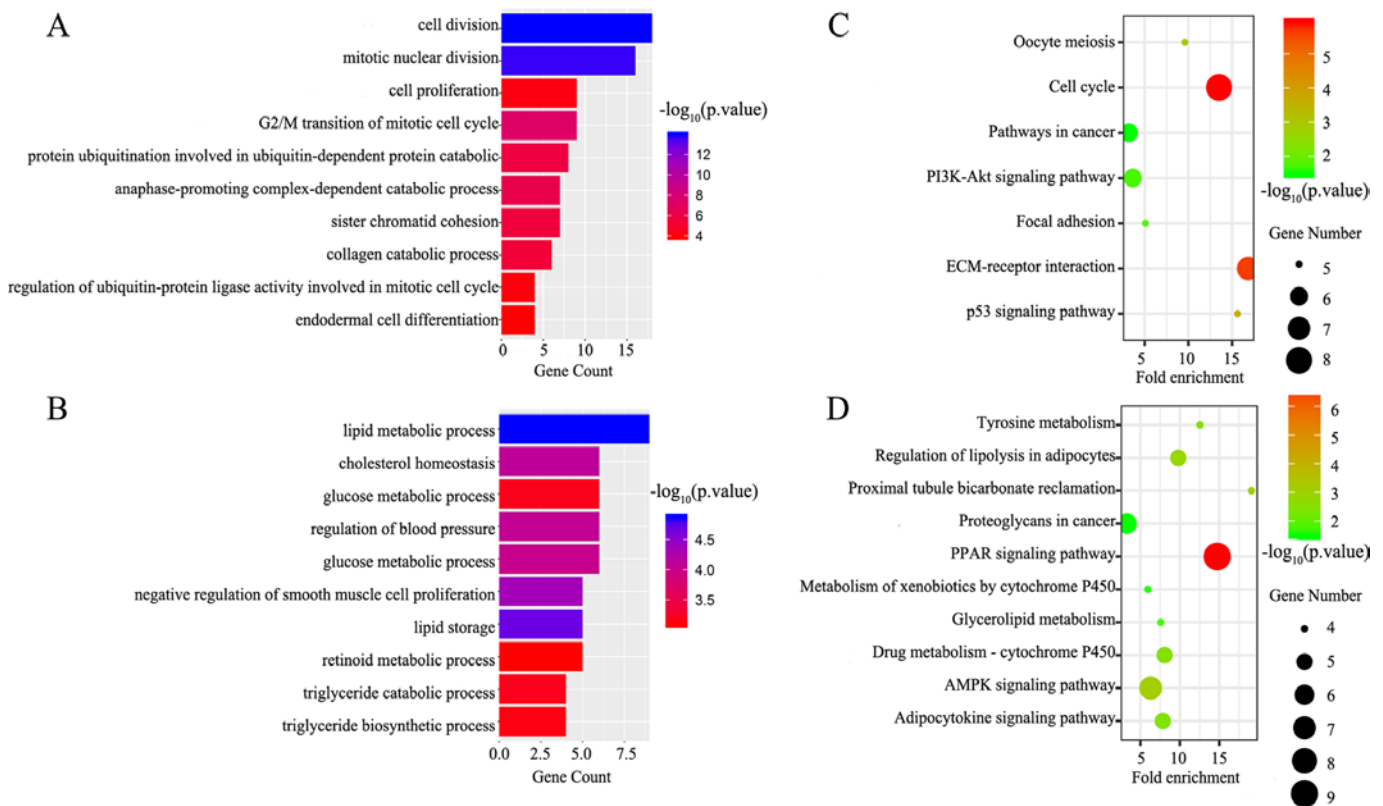 A
cell division
mitotic nuclear division
cell proliferation
G2/M transition of mitotic cell cycle
protein ubiquitination involved in ubiquitin-dependent protein catabolic
anaphase-promoting complex-dependent catabolic process
sister chromatid cohesion
collagen catabolic process
regulation of ubiquitin-protein ligase activity involved in mitotic cell cycle
endodermal cell differentiation
0 5 10 15
Gene Count
-log10(p.value)
12
10
8
6
4
B
lipid metabolic process
cholesterol homeostasis
glucose metabolic process
regulation of blood pressure
glucose metabolic process
negative regulation of smooth muscle cell proliferation
lipid storage
retinoid metabolic process
triglyceride catabolic process
triglyceride biosynthetic process
0.0 2.5 5.0 7.5
Gene Count
-log10(p.value)
4.5
4.0
3.5
C
Oocyte meiosis
Cell cycle
Pathways in cancer
PI3K-Akt signaling pathway
Focal adhesion
ECM-receptor interaction
p53 signaling pathway
5 10 15
Fold enrichment
5
4
3
2
-log10(p.value)
Gene Number
5
6
7
8
D
Tyrosine metabolism
Regulation of lipolysis in adipocytes
Proximal tubule bicarbonate reclamation
Proteoglycans in cancer
PPAR signaling pathway
Metabolism of xenobiotics by cytochrome P450
Glycerolipid metabolism
Drug metabolism - cytochrome P450
AMPK signaling pathway
Adipocytokine signaling pathway
5 10 15
Fold enrichment
6
5
4
3
2
-log10(p.value)
Gene Number
4
5
6
7
8
9